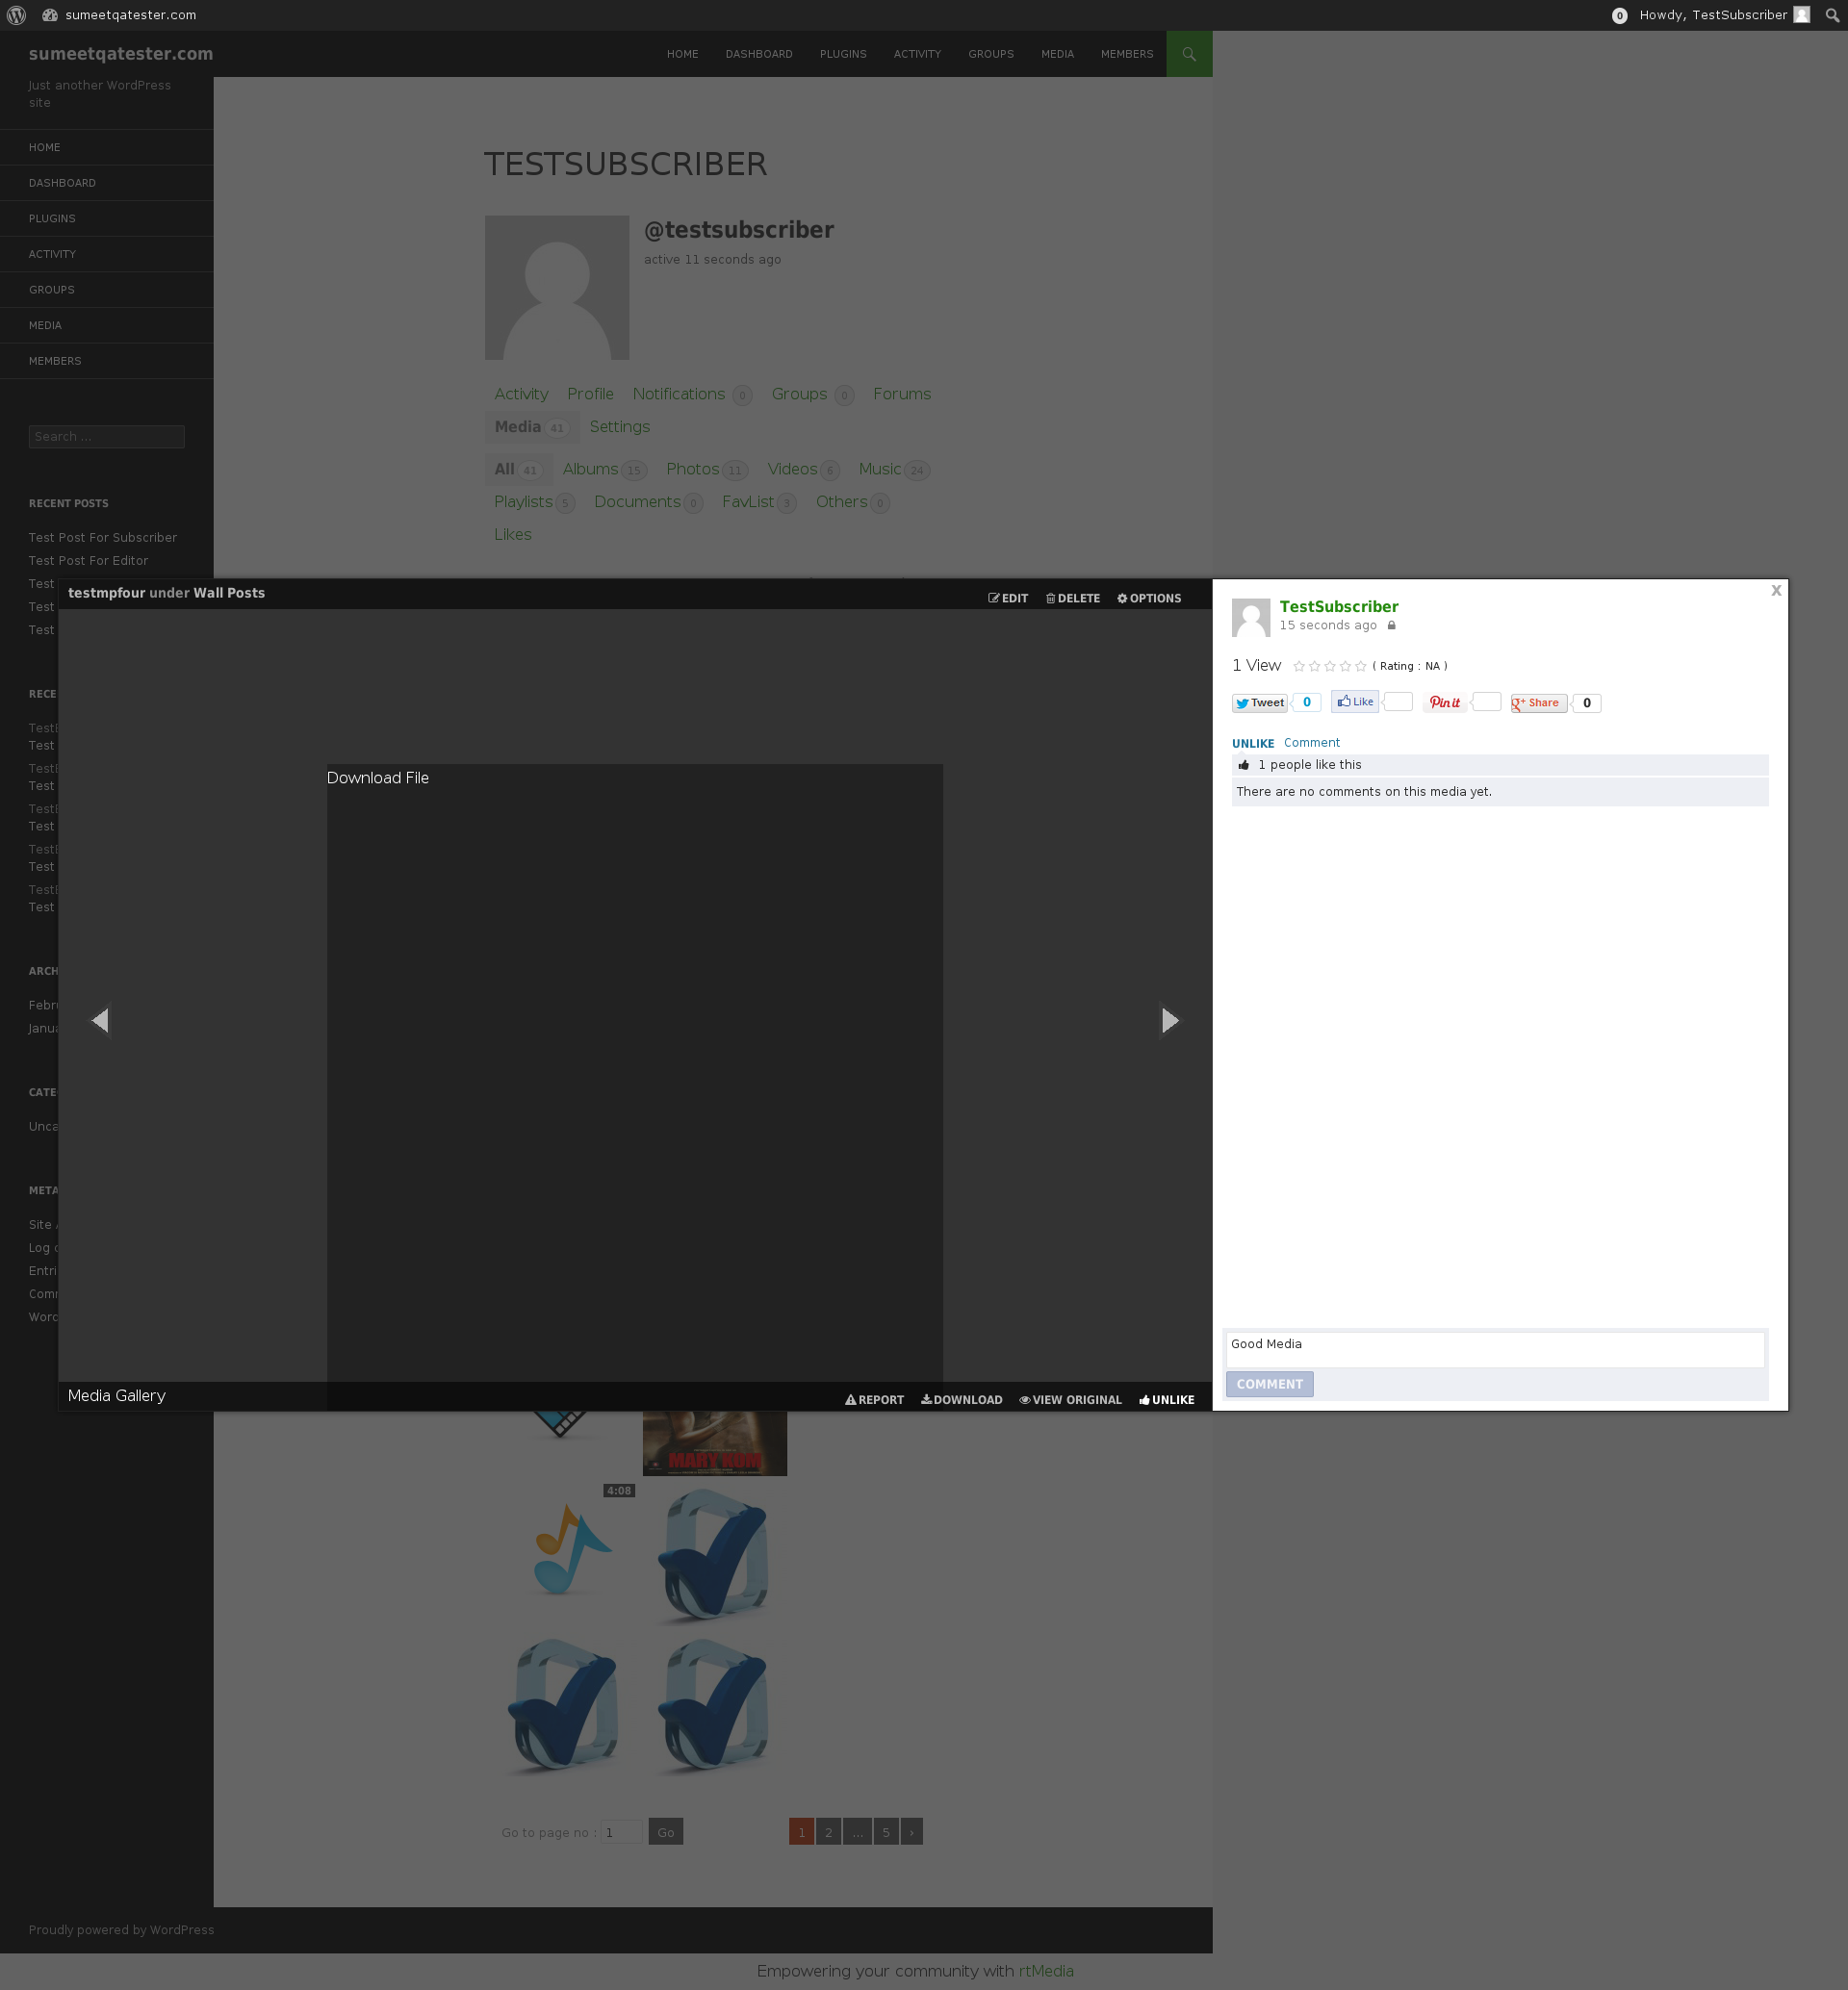 sumeetqatester.com
0 Howdy, TestSubscriber
sumeetqatester.com
HOME DASHBOARD PLUGINS ACTIVITY GROUPS MEDIA MEMBERS
Just another WordPress
site
HOME
DASHBOARD
PLUGINS
ACTIVITY
GROUPS
MEDIA
MEMBERS
Search ...
RECENT POSTS
Test Post For Subscriber
Test Post For Editor
Test
Test
Test
RECE
Test
Test
Test
Test
Test
ARCH
Febru
Janua
CATE
Unca
META
Site
Log
Entri
Com
Word
TESTSUBSCRIBER
@testsubscriber
active 11 seconds ago
Activity Profile Notifications 0 Groups 0 Forums
Media 41 Settings
All 41 Albums 15 Photos 11 Videos 6 Music 24
Playlists 5 Documents 0 FavList 3 Others 0
Likes
testmpfour under Wall Posts
EDIT DELETE OPTIONS
Download File
Media Gallery
REPORT DOWNLOAD VIEW ORIGINAL UNLIKE
x
TestSubscriber
15 seconds ago
1 View ( Rating : NA )
Tweet 0 Like Pin it g+ Share 0
UNLIKE Comment
1 people like this
There are no comments on this media yet.
Good Media
COMMENT
MARY KOM
4:08
Go to page no : 1 Go 1 2 ... 5 ›
Proudly powered by WordPress
Empowering your community with rtMedia